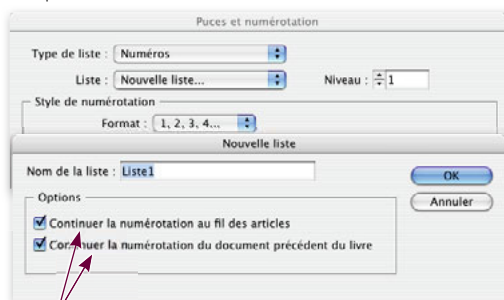 Puces et numérotation
Type de liste : Numéros
Liste : Nouvelle liste... Niveau : 1
Style de numérotation
Format : 1, 2, 3, 4...
Nouvelle liste
Nom de la liste : Liste1
OK
Options
Annuler
Continuer la numérotation au fil des articles
Continuer la numérotation du document précédent du livre